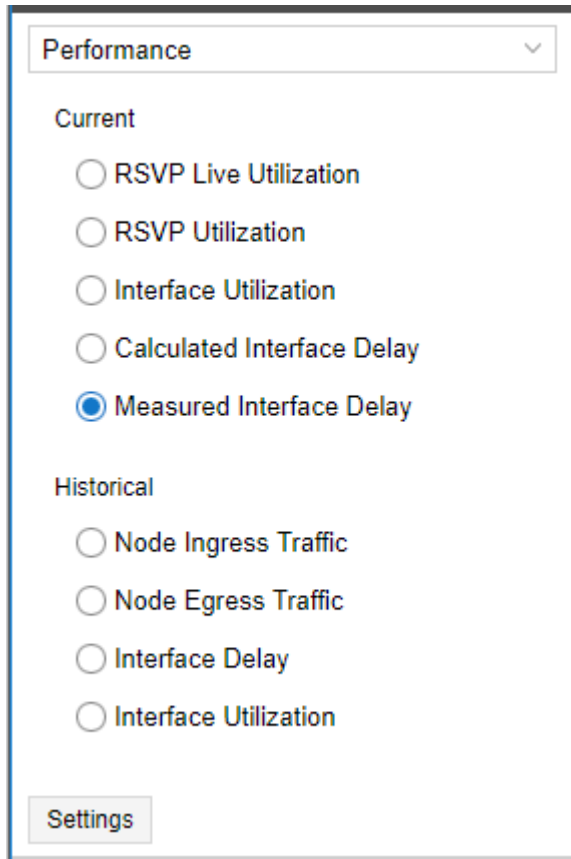 Performance
Current
RSVP Live Utilization
RSVP Utilization
Interface Utilization
Calculated Interface Delay
Measured Interface Delay
Historical
Node Ingress Traffic
Node Egress Traffic
Interface Delay
Interface Utilization
Settings